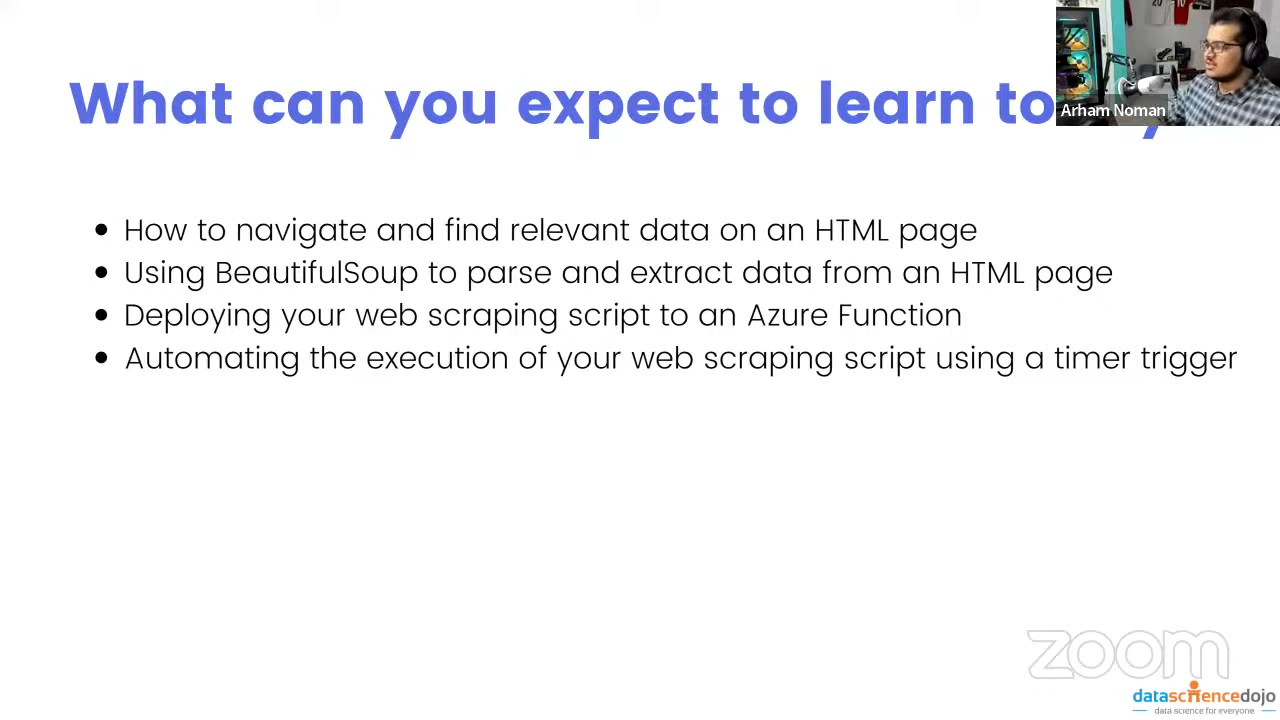 What can you expect to learn to
Arham Noman
• How to navigate and find relevant data on an HTML page
• Using BeautifulSoup to parse and extract data from an HTML page
• Deploying your web scraping script to an Azure Function
• Automating the execution of your web scraping script using a timer trigger
zoom
datasciencedojo
data science for everyone